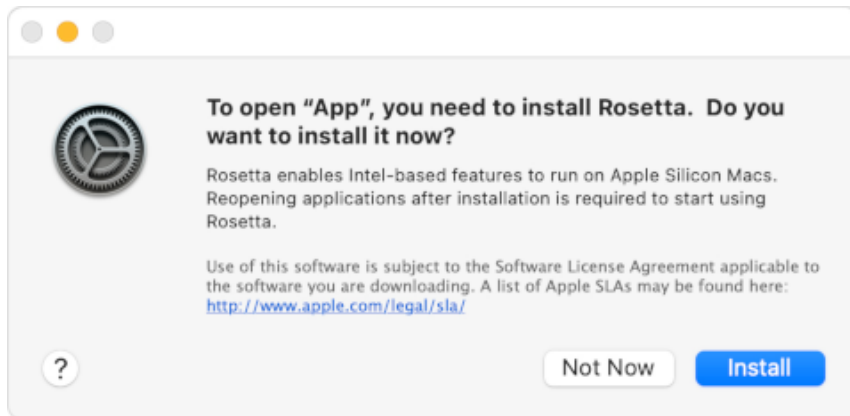 To open “App”, you need to install Rosetta.  Do you
want to install it now?
Rosetta enables Intel-based features to run on Apple Silicon Macs.
Reopening applications after installation is required to start using
Rosetta.
Use of this software is subject to the Software License Agreement applicable to
the software you are downloading. A list of Apple SLAs may be found here:
http://www.apple.com/legal/sla/
?
Not Now
Install